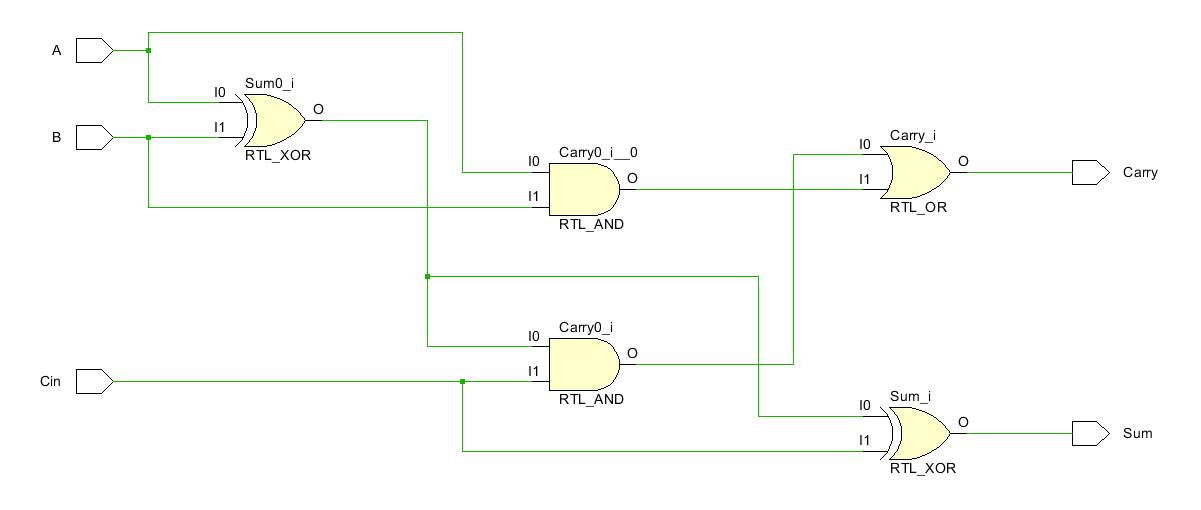 A
Sum0_i
I0
O
I1
B
RTL_XOR
Carry0_i__0
I0
O
I1
RTL_AND
Carry_i
I0
O
I1
Carry
RTL_OR
Carry0_i
I0
O
I1
Cin
RTL_AND
Sum_i
I0
O
I1
Sum
RTL_XOR